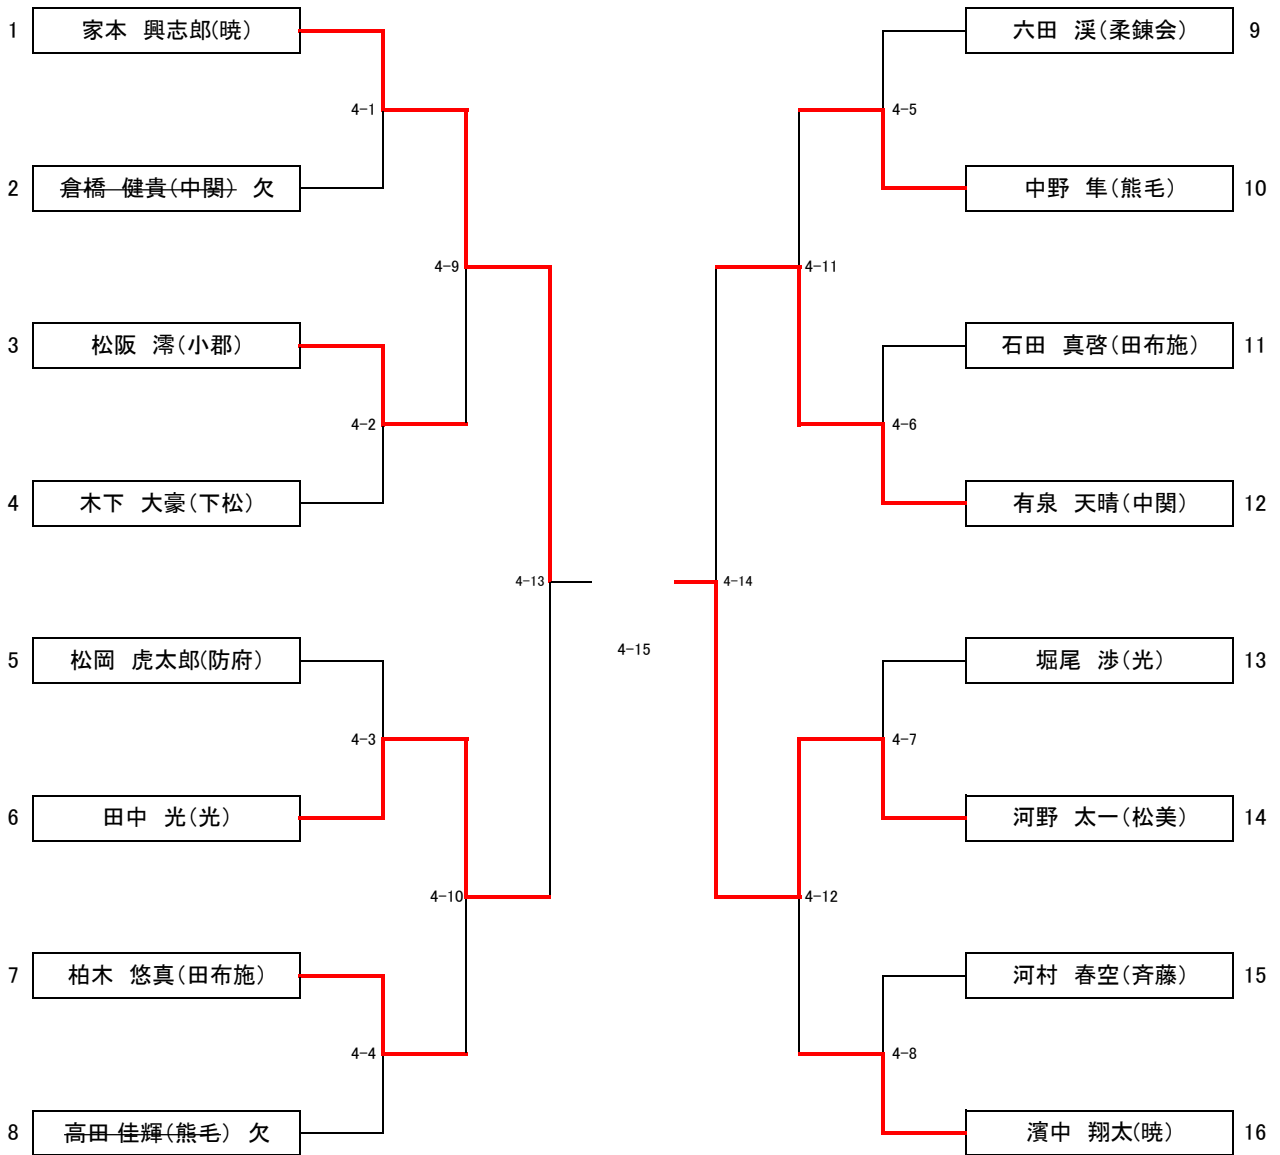 1 家本 興志郎(暁)
4-1
2 倉橋 健貴(中関) 欠
4-9
3 松阪 澪(小郡)
4-2
4 木下 大豪(下松)
4-13
5 松岡 虎太郎(防府)
4-3
6 田中 光(光)
4-10
7 柏木 悠真(田布施)
4-4
8 高田 佳輝(熊毛) 欠
4-15
六田 渓(柔錬会) 9
4-5
中野 隼(熊毛) 10
4-11
石田 真啓(田布施) 11
4-6
有泉 天晴(中関) 12
4-14
堀尾 渉(光) 13
4-7
河野 太一(松美) 14
4-12
河村 春空(斉藤) 15
4-8
濱中 翔太(暁) 16